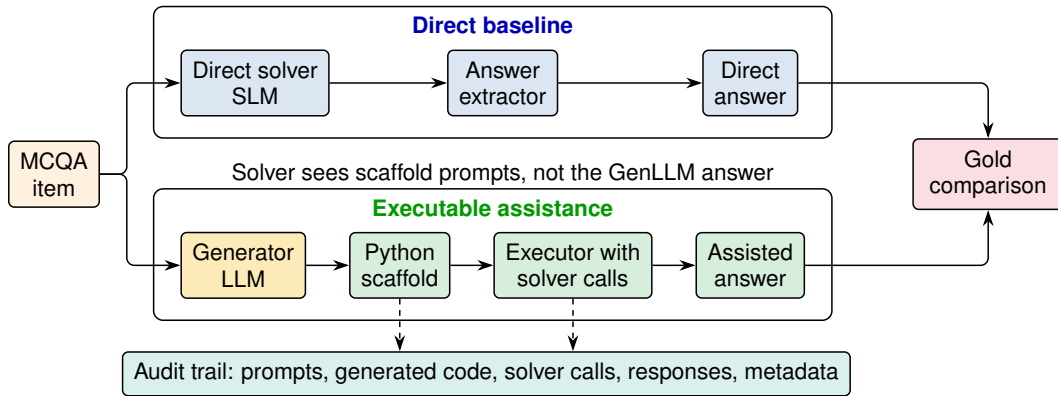 Direct baseline
Direct solver
SLM
Answer
extractor
Direct
answer
MCQA
item
Gold
comparison
Solver sees scaffold prompts, not the GenLLM answer
Executable assistance
Generator
LLM
Python
scaffold
Executor with
solver calls
Assisted
answer
Audit trail: prompts, generated code, solver calls, responses, metadata